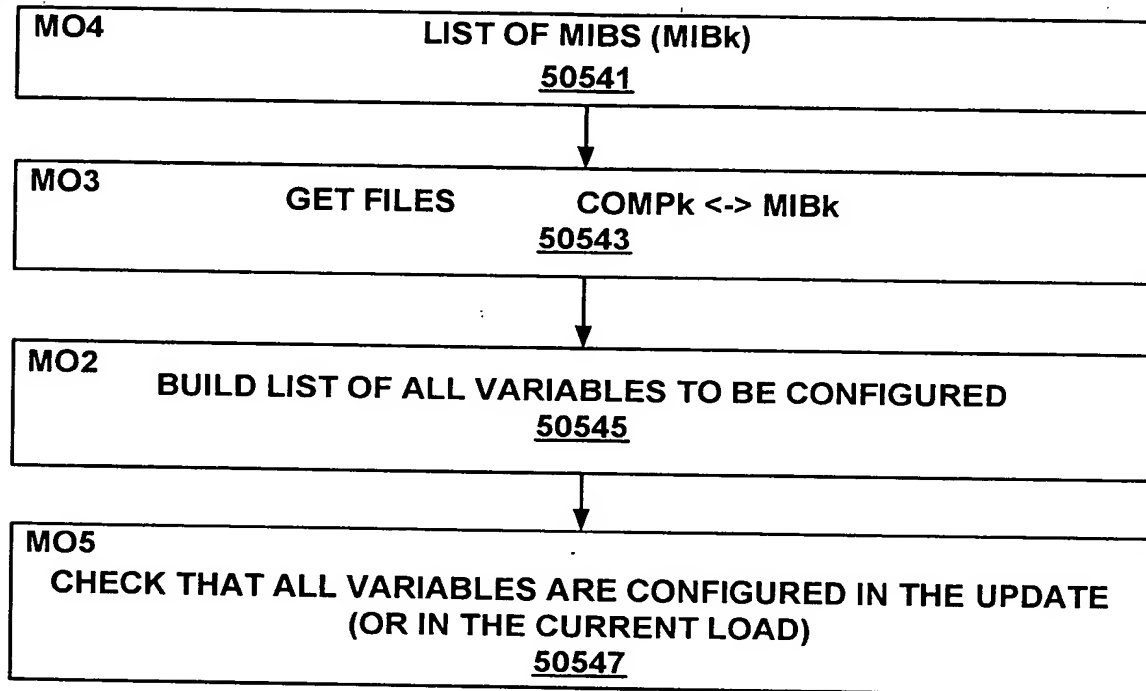 MO4 LIST OF MIBS (MIBk)
50541
MO3 GET FILES COMPk <-> MIBk
50543
MO2
BUILD LIST OF ALL VARIABLES TO BE CONFIGURED
50545
MO5
CHECK THAT ALL VARIABLES ARE CONFIGURED IN THE UPDATE
(OR IN THE CURRENT LOAD)
50547